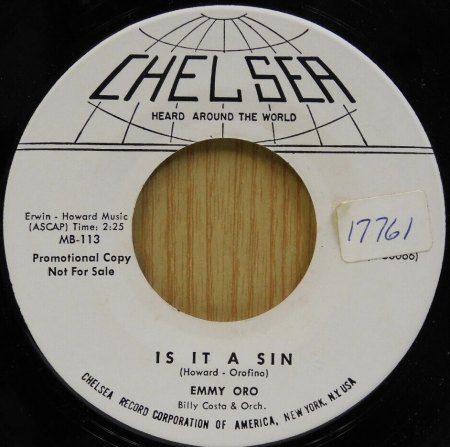 CHELSEA
HEARD AROUND THE WORLD
Erwin - Howard Music
(ASCAP) Time: 2:25
MB-113
Promotional Copy
Not For Sale
17761
IS IT A SIN
(Howard - Orofino)
EMMY ORO
Billy Costa & Orch.
CHELSEA RECORD CORPORATION OF AMERICA, NEW YORK, N.Y. USA